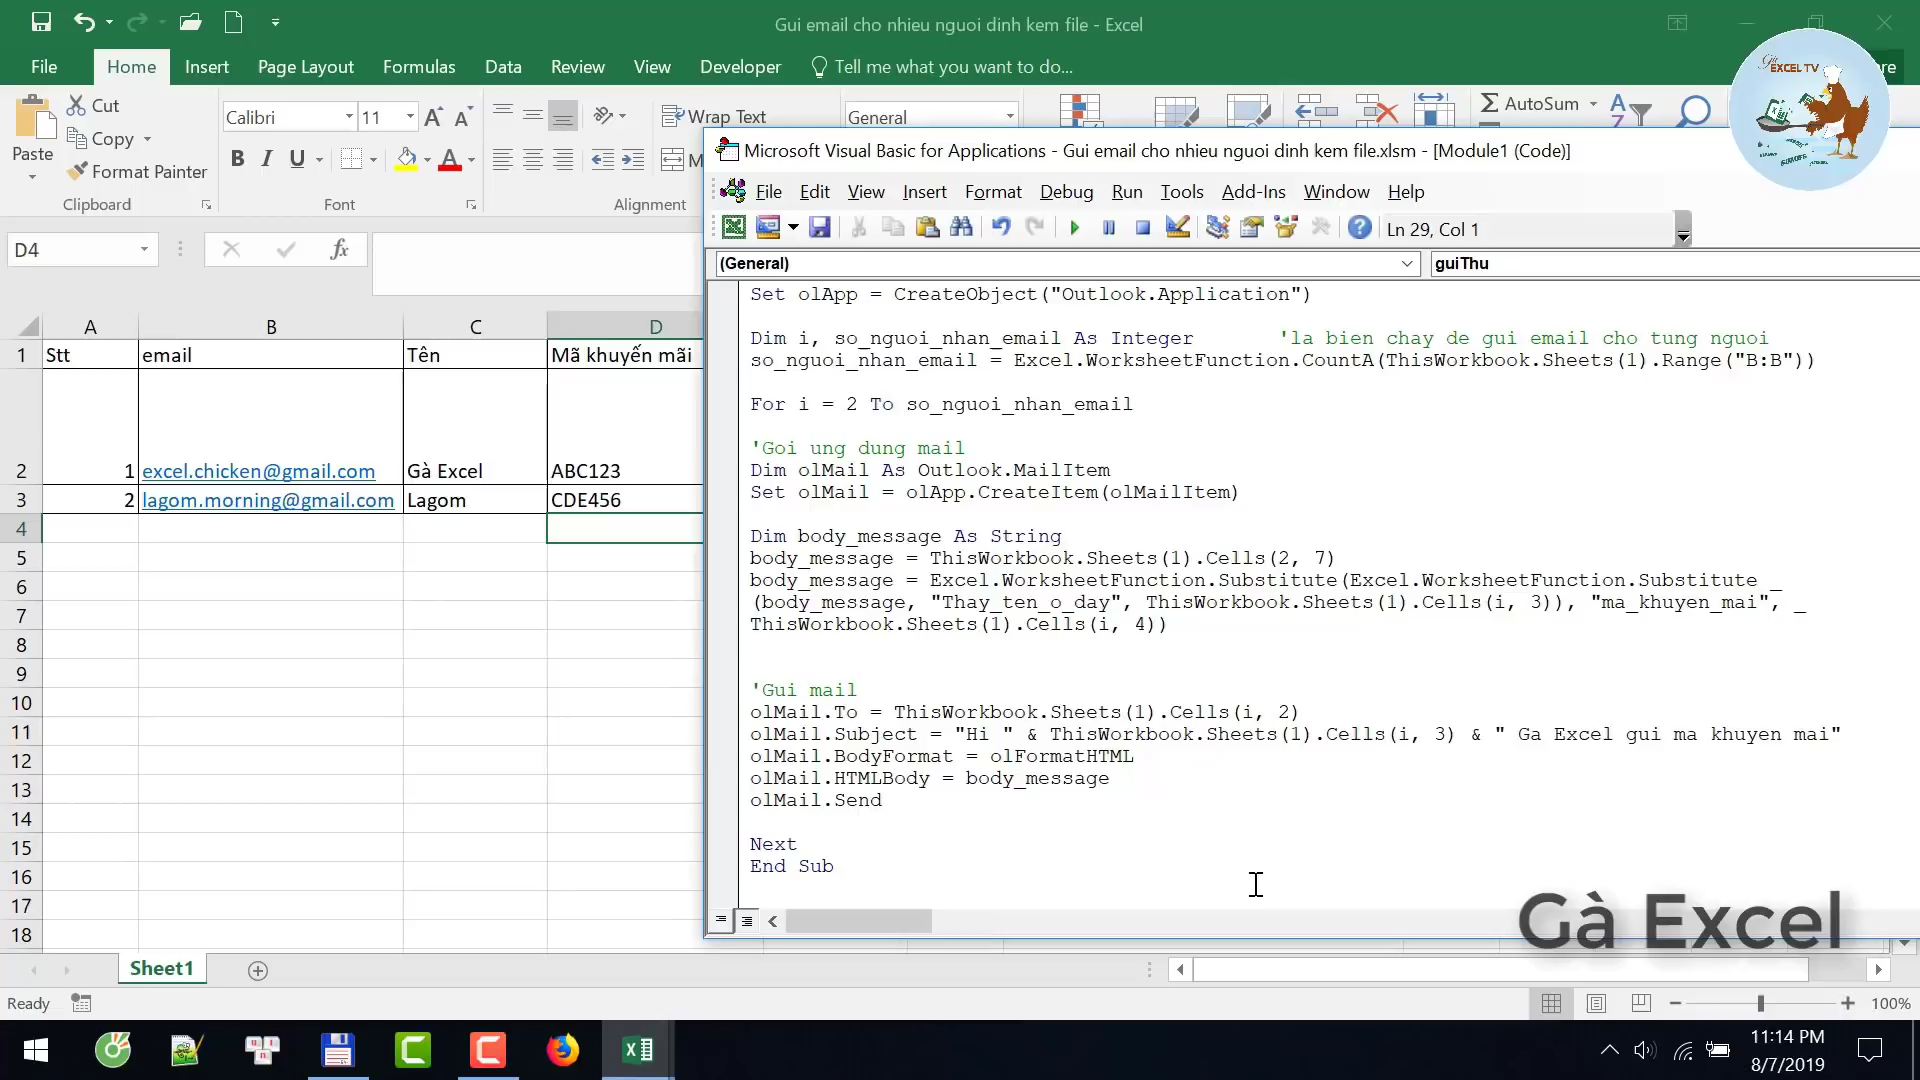 Gui email cho nhieu nguoi dinh kem file - Excel
File Home Insert Page Layout Formulas Data Review View Developer Tell me what you want to do...
EXCEL TV
Cut
Copy
Format Painter
Paste
Clipboard
Calibri 11
B I U
Font
Wrap Text
Alignment
General
AutoSum
Microsoft Visual Basic for Applications - Gui email cho nhieu nguoi dinh kem file.xlsm - [Module1 (Code)]
File Edit View Insert Format Debug Run Tools Add-Ins Window Help
Ln 29, Col 1
(General) guiThu
D4 fx
A B C D
1 Stt email Tên Mã khuyến mãi
2 1 excel.chicken@gmail.com Gà Excel ABC123
3 2 lagom.morning@gmail.com Lagom CDE456
4
5
6
7
8
9
10
11
12
13
14
15
16
17
18
Set olApp = CreateObject("Outlook.Application")
Dim i, so_nguoi_nhan_email As Integer 'la bien chay de gui email cho tung nguoi
so_nguoi_nhan_email = Excel.WorksheetFunction.CountA(ThisWorkbook.Sheets(1).Range("B:B"))
For i = 2 To so_nguoi_nhan_email
'Goi ung dung mail
Dim olMail As Outlook.MailItem
Set olMail = olApp.CreateItem(olMailItem)
Dim body_message As String
body_message = ThisWorkbook.Sheets(1).Cells(2, 7)
body_message = Excel.WorksheetFunction.Substitute(Excel.WorksheetFunction.Substitute _
(body_message, "Thay_ten_o_day", ThisWorkbook.Sheets(1).Cells(i, 3)), "ma_khuyen_mai", _
ThisWorkbook.Sheets(1).Cells(i, 4))
'Gui mail
olMail.To = ThisWorkbook.Sheets(1).Cells(i, 2)
olMail.Subject = "Hi " & ThisWorkbook.Sheets(1).Cells(i, 3) & " Ga Excel gui ma khuyen mai"
olMail.BodyFormat = olFormatHTML
olMail.HTMLBody = body_message
olMail.Send
Next
End Sub
Gà Excel
Sheet1
Ready
100%
11:14 PM
8/7/2019